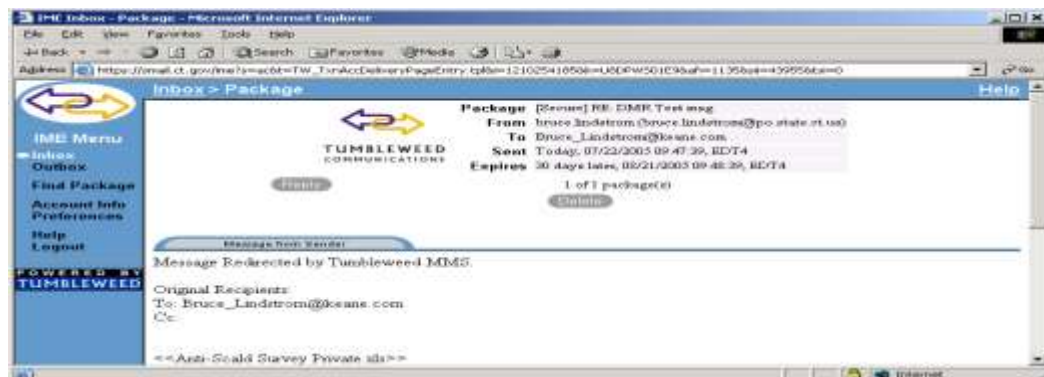 IME Inbox - Package - Microsoft Internet Explorer
File Edit View Favorites Tools Help
Back Search Favorites Media
Address Go
Inbox > Package Help
IME Menu
Inbox
Outbox
Find Package
Account Info
Preferences
Help
Logout
POWERED BY
TUMBLEWEED
TUMBLEWEED
COMMUNICATIONS
Package [Secure] RE: DMR Test msg
From bruce.lindstrom (bruce.lindstrom@po.state.ct.us)
To Bruce_Lindstrom@keane.com
Sent Today, 07/22/2005 09:47:39, EDT4
Expires 30 days later, 08/21/2005 09:48:39, EDT4
Reply
1 of 1 package(s)
Delete
Message from Sender
Message Redirected by Tumbleweed MMS.
Original Recipients:
To: Bruce_Lindstrom@keane.com
Cc:
<<Anti-Scald Survey Private.xls>>
Internet